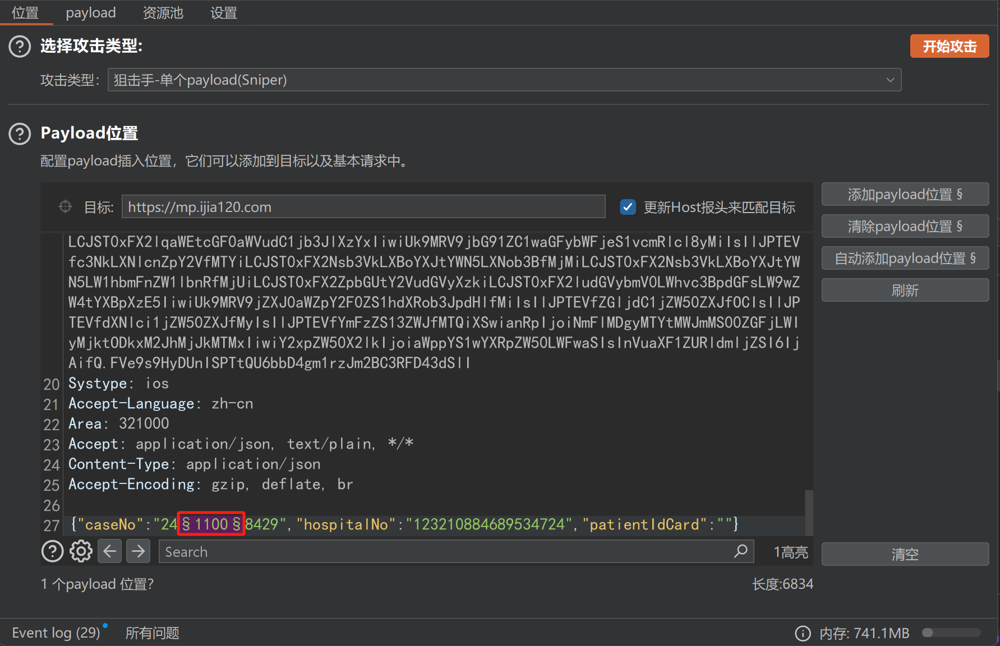 位置 payload 资源池 设置
选择攻击类型:
开始攻击
攻击类型: 狙击手-单个payload(Sniper)
Payload位置
配置payload插入位置，它们可以添加到目标以及基本请求中。
目标: https://mp.ijia120.com 更新Host报头来匹配目标
添加payload位置 §
清除payload位置 §
自动添加payload位置 §
刷新
LCJST0xFX2lqaWEtcGF0aWVudC1jb3JlXzYxIiwiUk9MRV9jbG91ZC1waGFybWFjeS1vcmRlcl8yMiIsIlJPTEV
fc3NkLXNlcnZpY2VfMTYiLCJST0xFX2Nsb3VkLXBoYXJtYWN5LXNob3BfMjMiLCJST0xFX2Nsb3VkLXBoYXJtYW
N5LW1hbmFnZW1lbnRfMjUiLCJST0xFX2ZpbGUtY2VudGVyXzkiLCJST0xFX2ludGVybmV0LWhvc3BpdGFsLW9wZ
W4tYXBpXzE5IiwiUk9MRV9jZXJ0aWZpY2F0ZS1hdXRob3JpdHlfMiIsIlJPTEVfZGljdC1jZW50ZXJfOCIsIlJP
TEVfdXNlci1jZW50ZXJfMyIsIlJPTEVfYmFzZS13ZWJfMTQiXSwianRpIjoiNmFlMDgyMTYtMWJmMS00ZGFjLWI
yMjktODkxM2JhMjJkMTMxIiwiY2xpZW50X2lkIjoiaWppYS1wYXRpZW50LWFwaSIsInVuaXF1ZURldmljZSI6Ij
AifQ.FVe9s9HyDUnISPTtQU6bbD4gm1rzJm2BC3RFD43dSlI
20 Systype: ios
21 Accept-Language: zh-cn
22 Area: 321000
23 Accept: application/json, text/plain, */*
24 Content-Type: application/json
25 Accept-Encoding: gzip, deflate, br
26
27 {"caseNo":"24§1100§8429","hospitalNo":"123210884689534724","patientIdCard":""}
Search 1高亮
清空
1 个payload 位置? 长度:6834
Event log (29) 所有问题 内存: 741.1MB